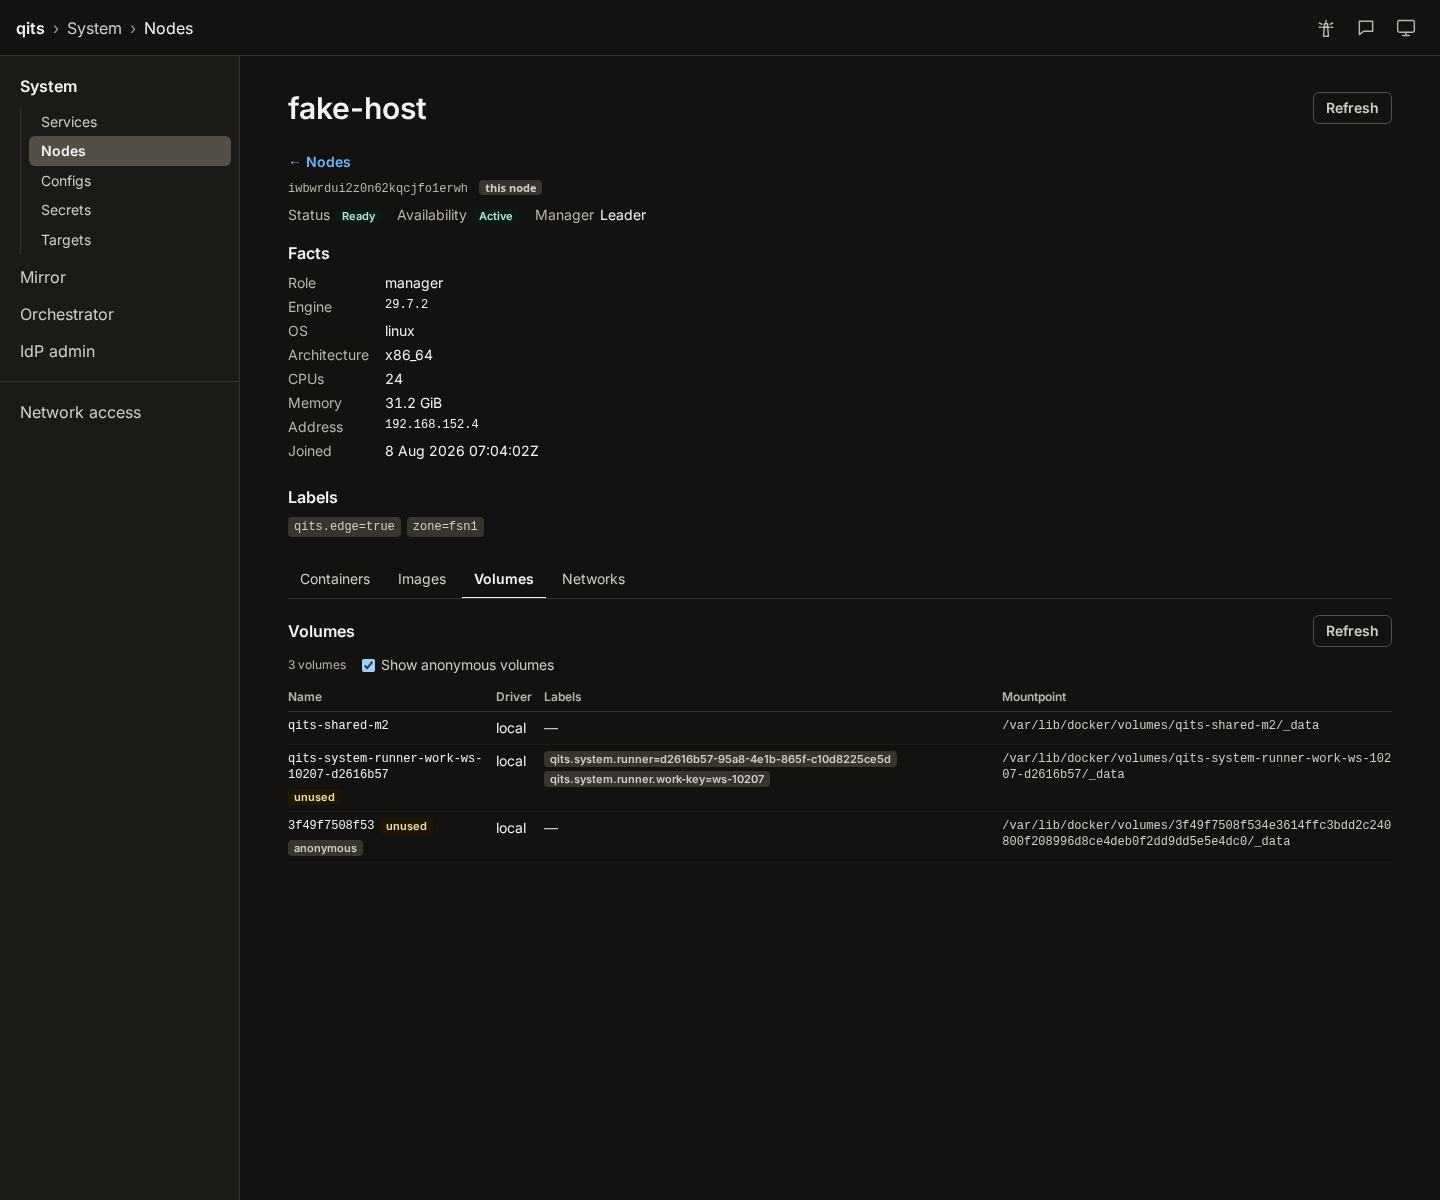 qits › System › Nodes
System
Services
Nodes
Configs
Secrets
Targets
Mirror
Orchestrator
IdP admin
Network access
fake-host
Refresh
← Nodes
iwbwrdui2z0n62kqcjfo1erwh this node
Status Ready Availability Active Manager Leader
Facts
Role manager
Engine 29.7.2
OS linux
Architecture x86_64
CPUs 24
Memory 31.2 GiB
Address 192.168.152.4
Joined 8 Aug 2026 07:04:02Z
Labels
qits.edge=true zone=fsn1
Containers Images Volumes Networks
Volumes
Refresh
3 volumes Show anonymous volumes
Name Driver Labels Mountpoint
qits-shared-m2 local — /var/lib/docker/volumes/qits-shared-m2/_data
qits-system-runner-work-ws- local qits.system.runner=d2616b57-95a8-4e1b-865f-c10d8225ce5d /var/lib/docker/volumes/qits-system-runner-work-ws-102
10207-d2616b57 qits.system.runner.work-key=ws-10207 07-d2616b57/_data
unused
3f49f7508f53 unused local — /var/lib/docker/volumes/3f49f7508f534e3614ffc3bdd2c240
anonymous 800f208996d8ce4deb0f2dd9dd5e5e4dc0/_data